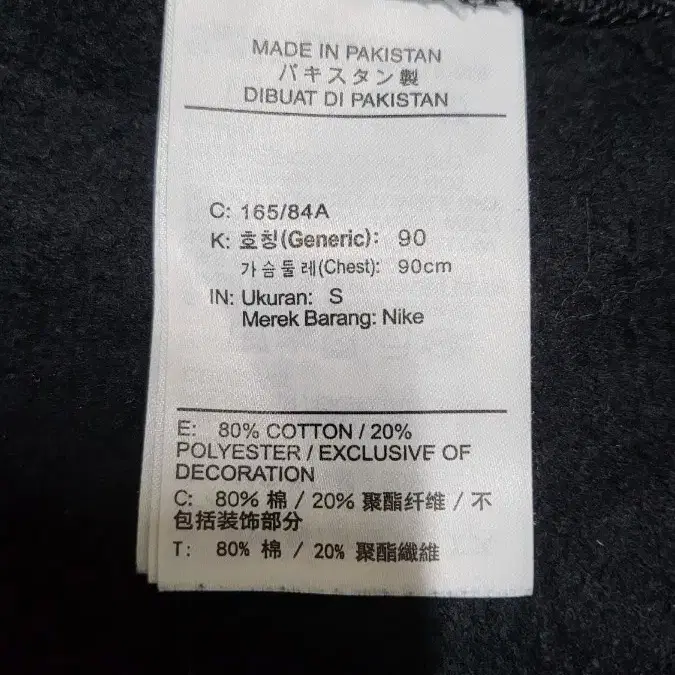 MADE IN PAKISTAN
パキスタン製
DIBUAT DI PAKISTAN
C: 165/84A
K: 호칭(Generic): 90
가슴둘레(Chest): 90cm
IN: Ukuran: S
Merek Barang: Nike
E: 80% COTTON / 20%
POLYESTER / EXCLUSIVE OF
DECORATION
C: 80% 棉 / 20% 聚酯纤维 / 不
包括装饰部分
T: 80% 棉 / 20% 聚酯纖維